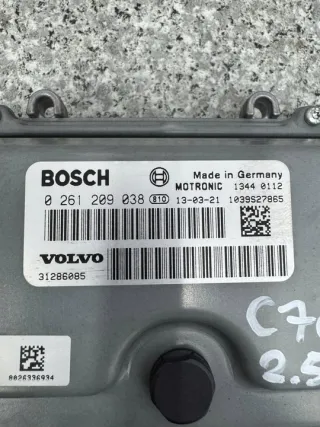 BOSCH
Made in Germany
MOTRONIC 1344 0112
0 261 209 038 810 13-03-21 1039S27865
VOLVO
31286085
C70
2.5
8826336934